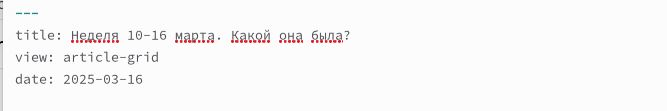 ---
title: Неделя 10-16 марта. Какой она была?
view: article-grid
date: 2025-03-16